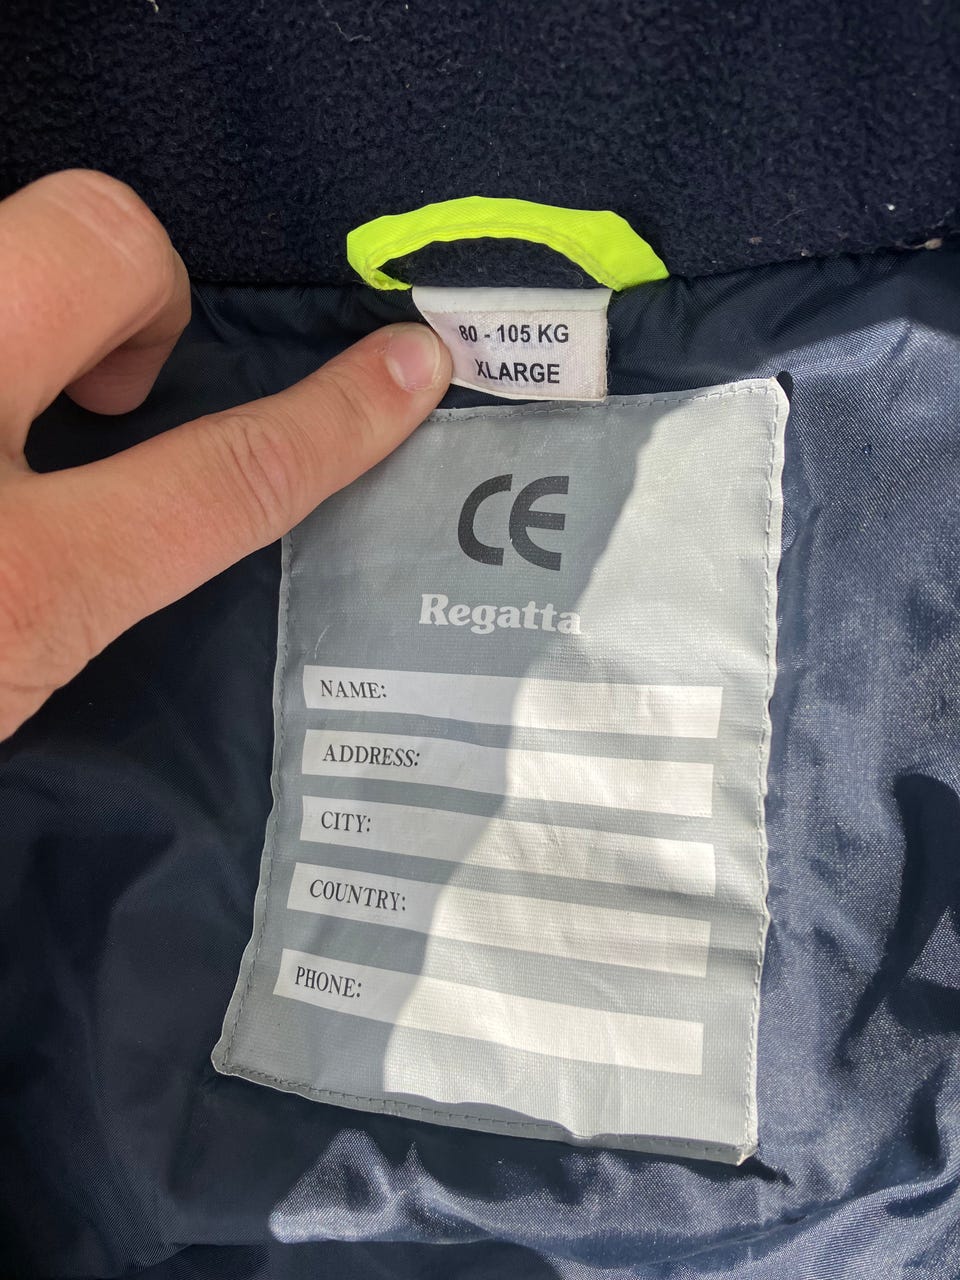 80 - 105 KG
XLARGE
CE
Regatta
NAME:
ADDRESS:
CITY:
COUNTRY:
PHONE: